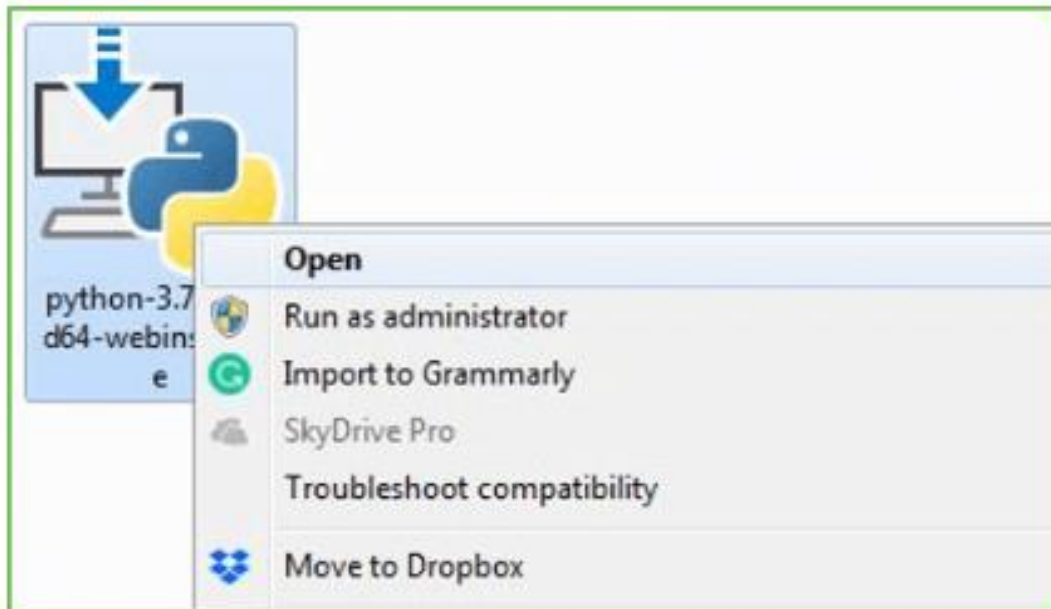 python-3.7
d64-webins
e
Open
Run as administrator
Import to Grammarly
SkyDrive Pro
Troubleshoot compatibility
Move to Dropbox